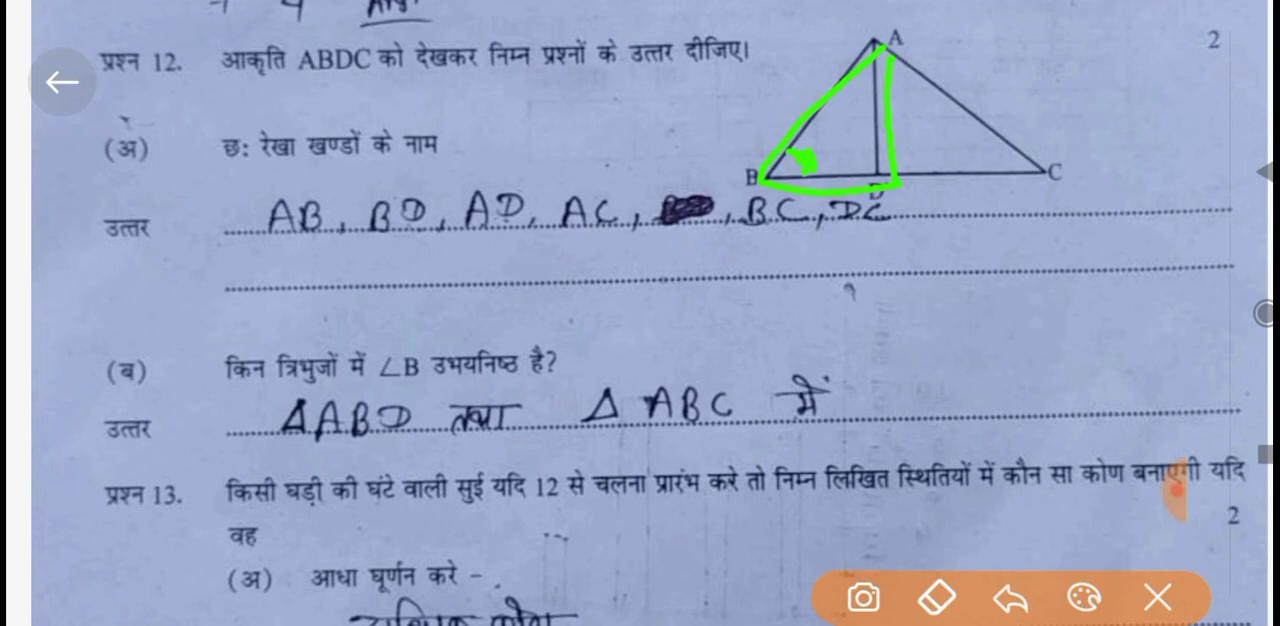 Ans.
प्रश्न 12. आकृति ABDC को देखकर निम्न प्रश्नों के उत्तर दीजिए। 2
A
B
D
C
(अ) छः रेखा खण्डों के नाम
उत्तर AB, BD, AD, AC, , BC, DC
(ब) किन त्रिभुजों में ∠B उभयनिष्ठ है?
उत्तर ΔABD तथा Δ ABC में
प्रश्न 13. किसी घड़ी की घंटे वाली सुई यदि 12 से चलना प्रारंभ करे तो निम्न लिखित स्थितियों में कौन सा कोण बनाएगी यदि
वह 2
(अ) आधा घूर्णन करे -